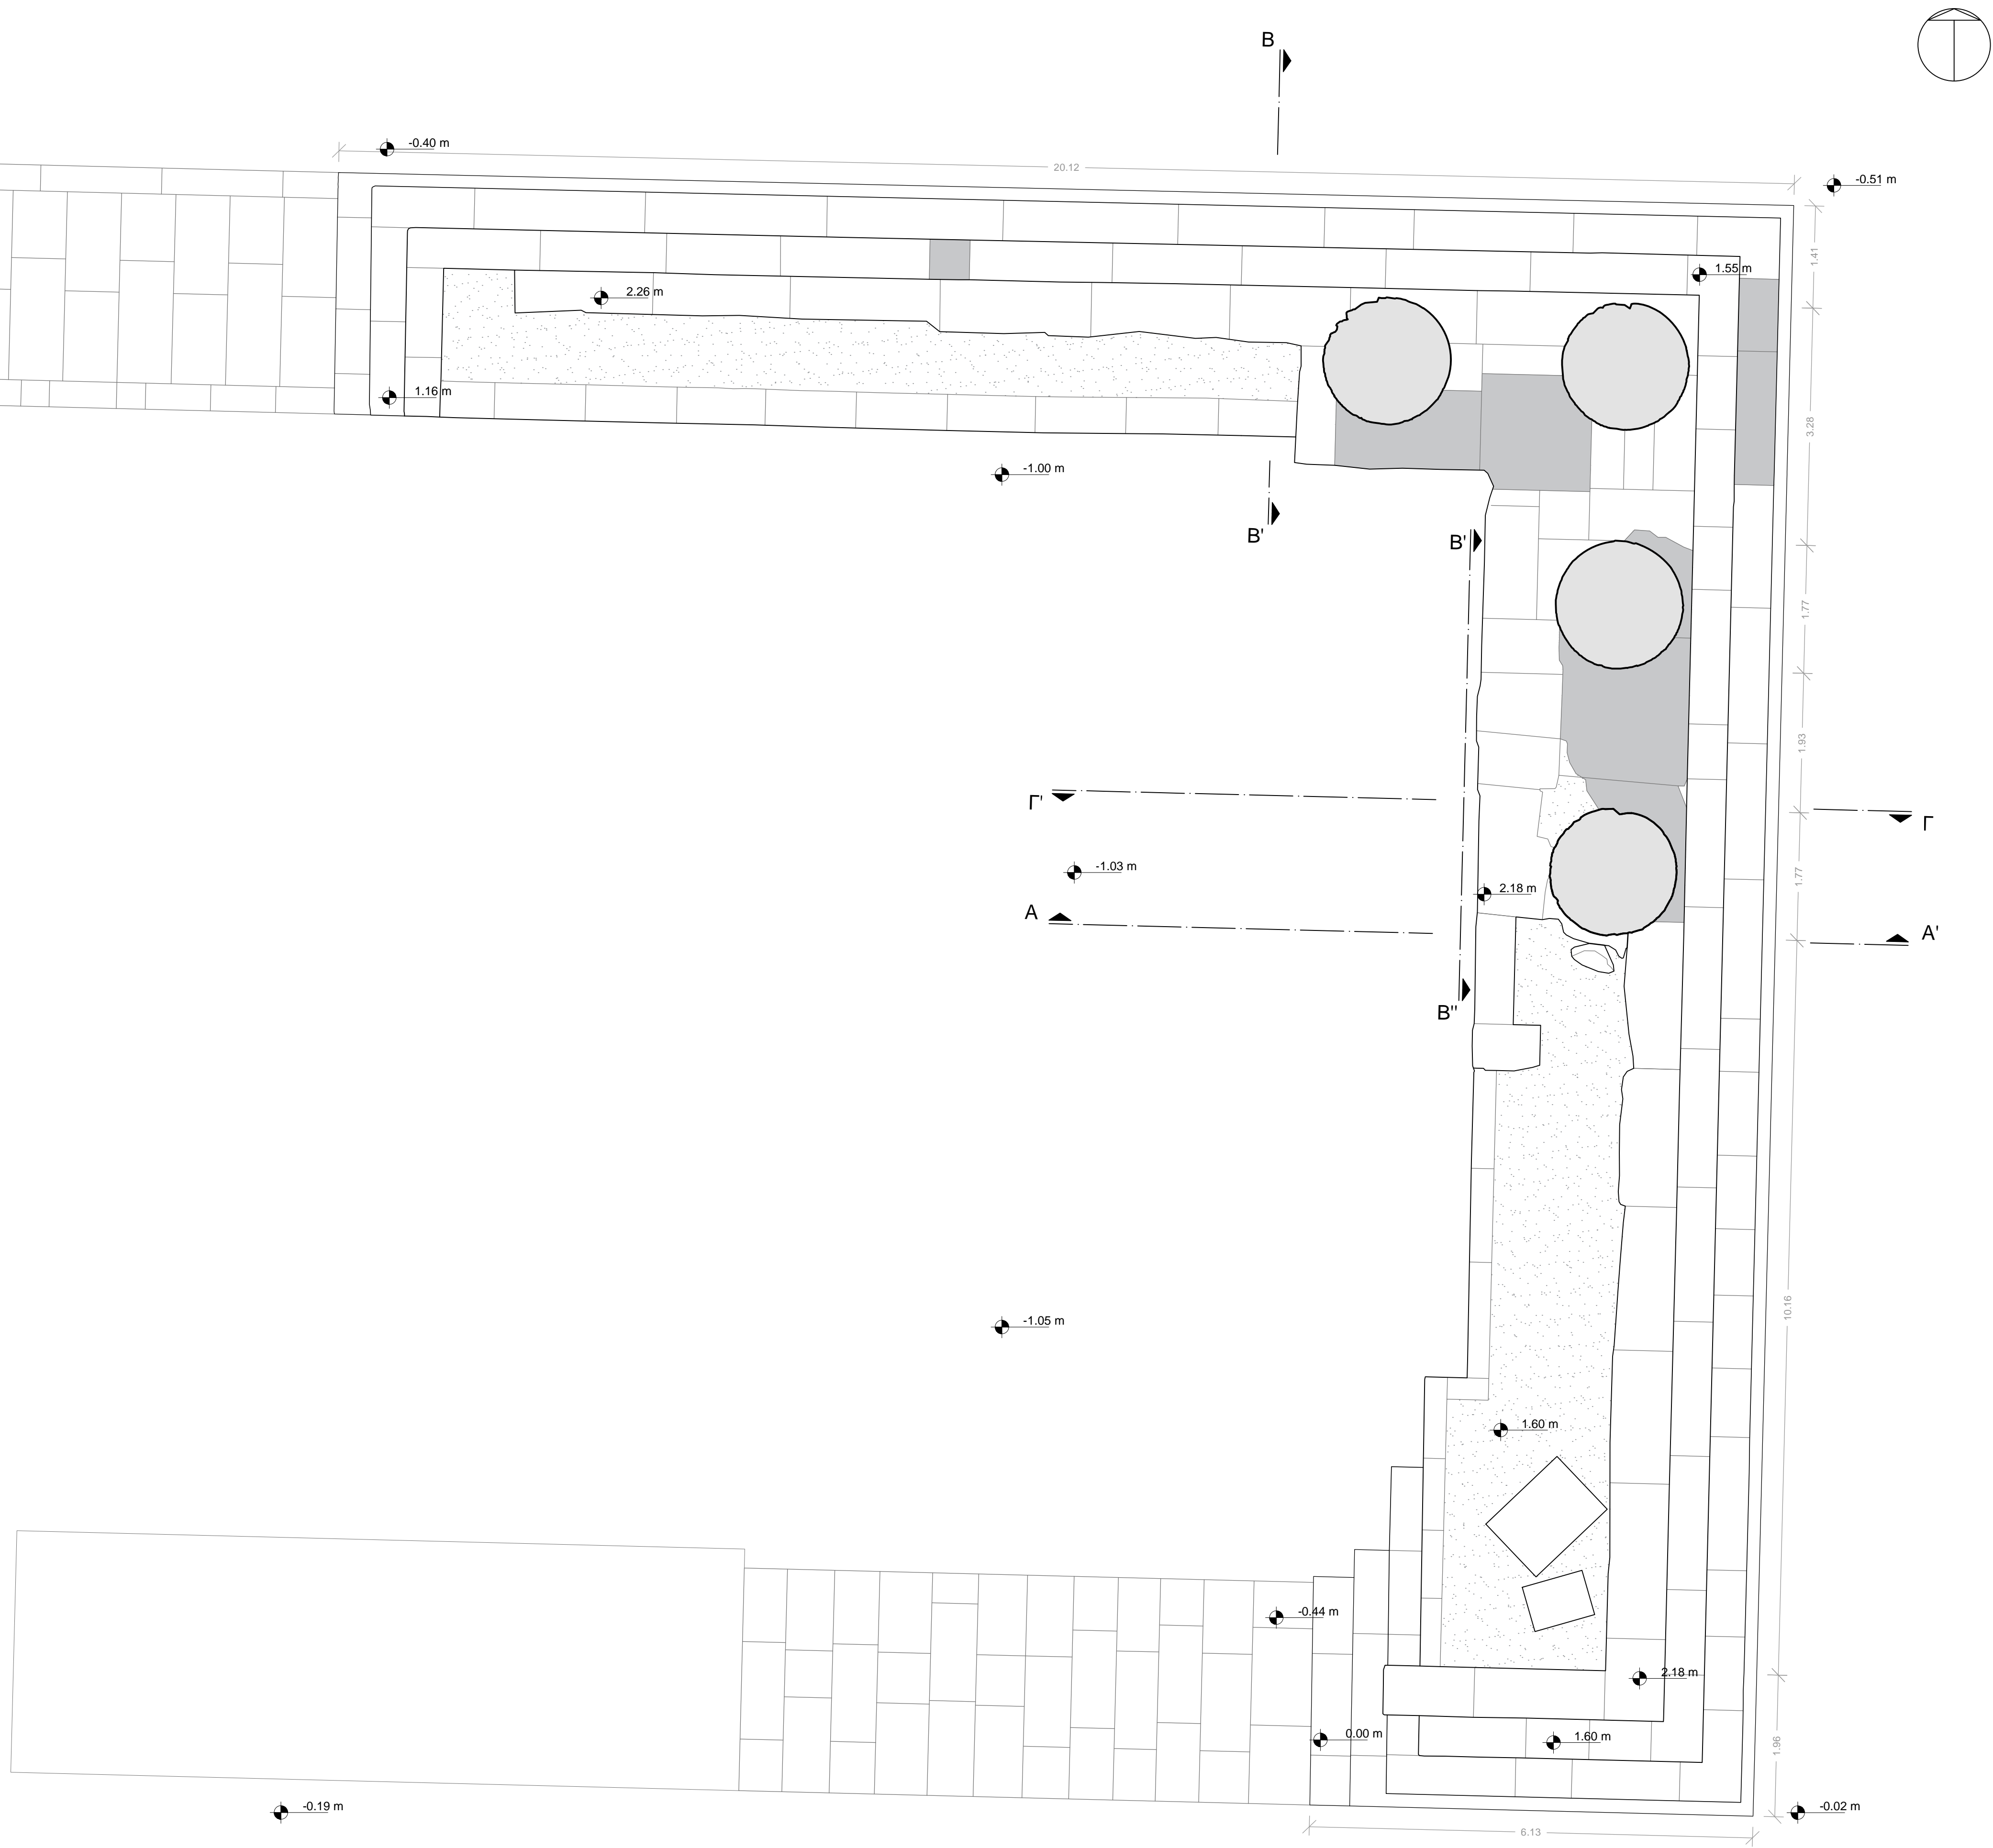 B
-0.40 m
20.12
-0.51 m
1.41
1.55 m
2.26 m
1.16 m
3.28
-1.00 m
B'
B'
1.77
1.93
Γ'
Γ
-1.03 m
1.77
2.18 m
A
A'
B''
10.16
-1.05 m
1.60 m
-0.44 m
2.18 m
0.00 m
1.60 m
1.96
-0.19 m
-0.02 m
6.13